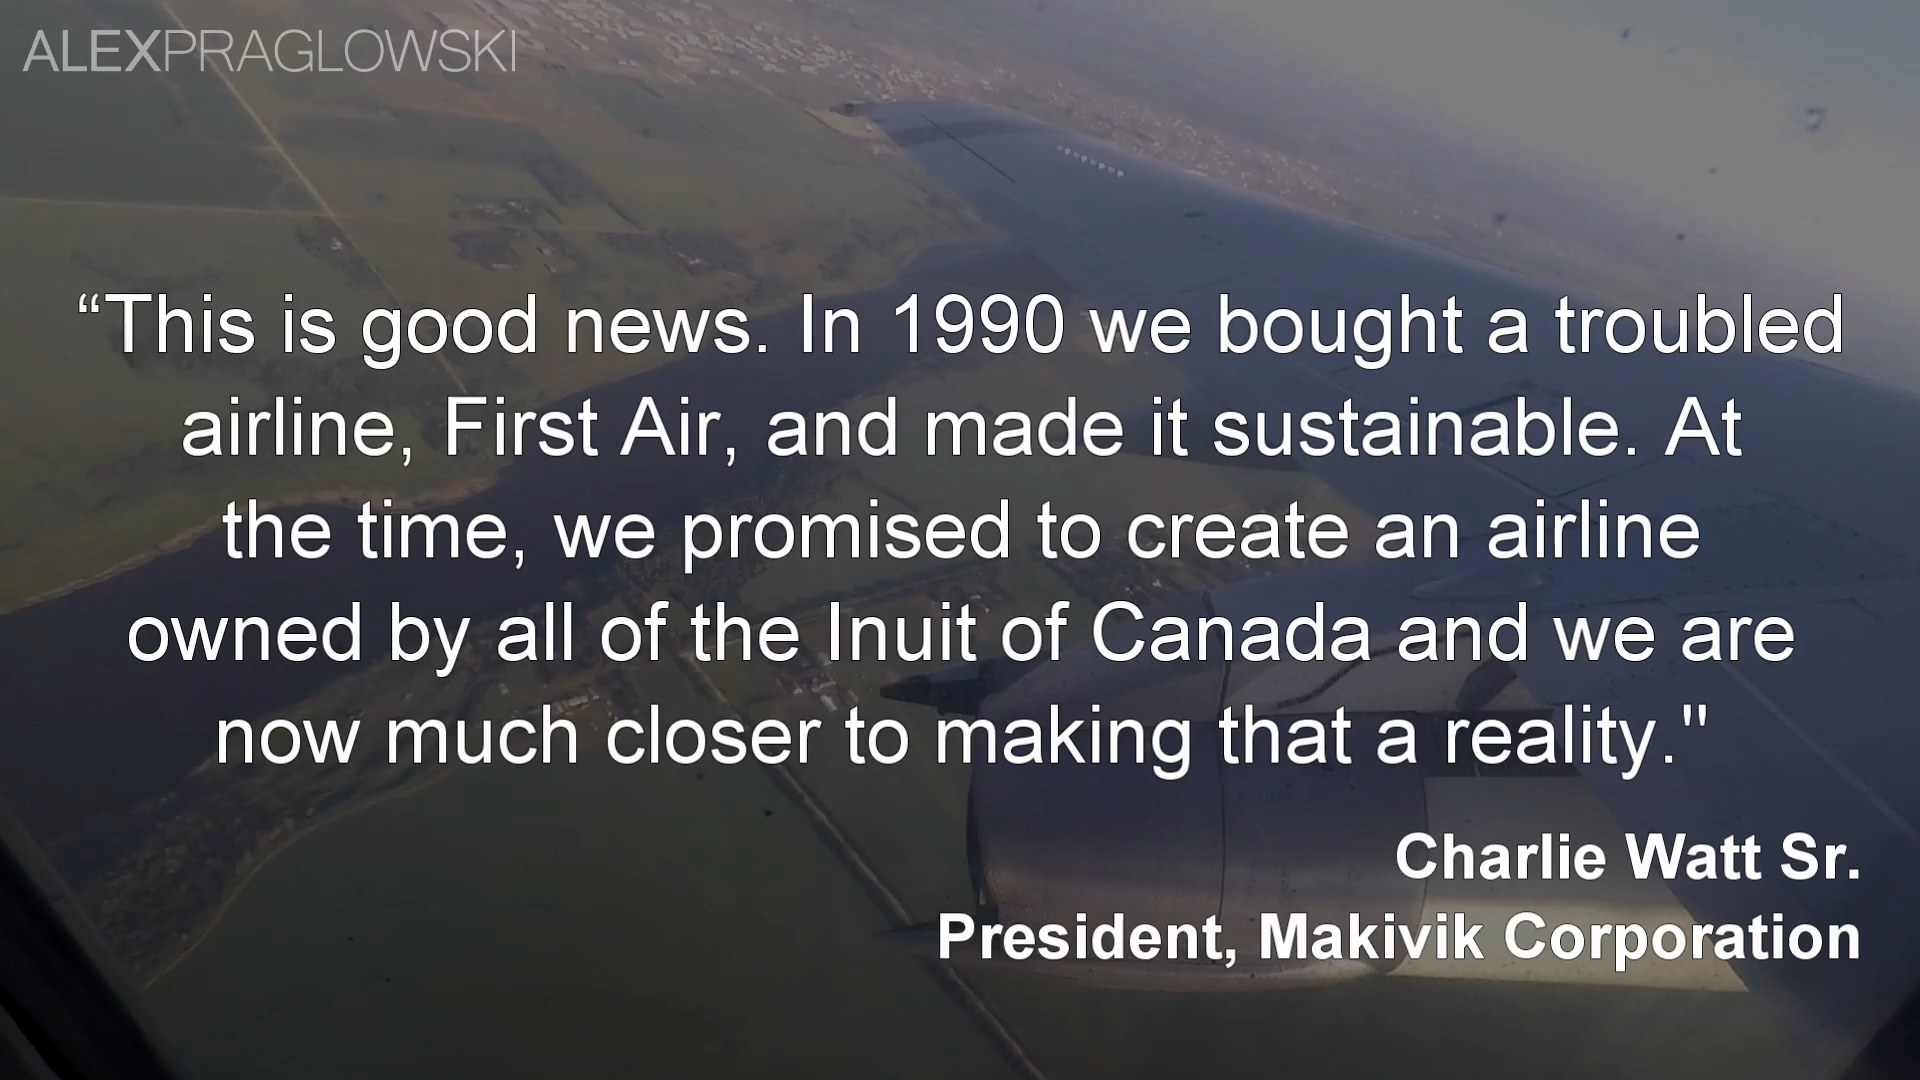 ALEXPRAGLOWSKI
“This is good news. In 1990 we bought a troubled
airline, First Air, and made it sustainable. At
the time, we promised to create an airline
owned by all of the Inuit of Canada and we are
now much closer to making that a reality."
Charlie Watt Sr.
President, Makivik Corporation